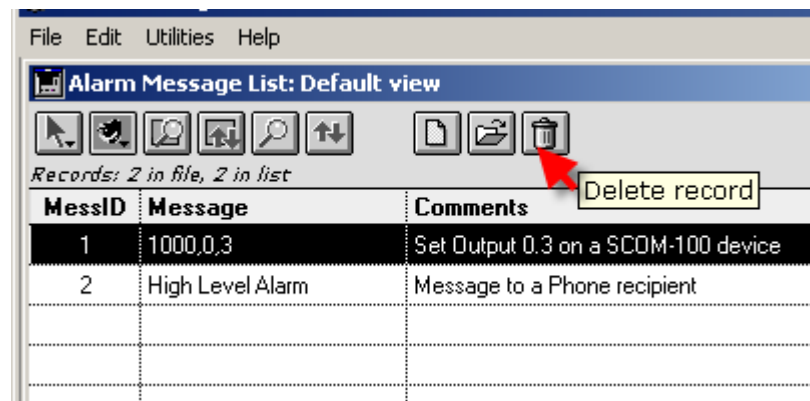 File Edit Utilities Help
Alarm Message List: Default view
Records: 2 in file, 2 in list
Delete record
MessID Message Comments
1 1000,0,3 Set Output 0.3 on a SCOM-100 device
2 High Level Alarm Message to a Phone recipient